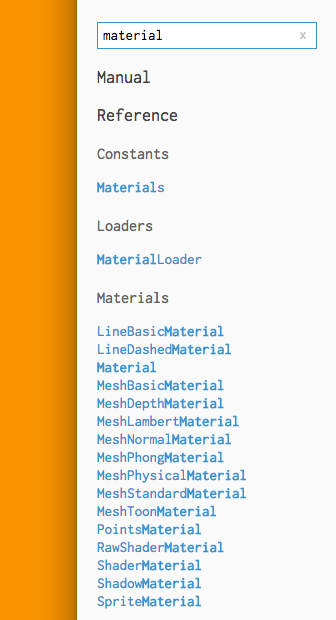 material x
Manual
Reference
Constants
Materials
Loaders
MaterialLoader
Materials
LineBasicMaterial
LineDashedMaterial
Material
MeshBasicMaterial
MeshDepthMaterial
MeshLambertMaterial
MeshNormalMaterial
MeshPhongMaterial
MeshPhysicalMaterial
MeshStandardMaterial
MeshToonMaterial
PointsMaterial
RawShaderMaterial
ShaderMaterial
ShadowMaterial
SpriteMaterial